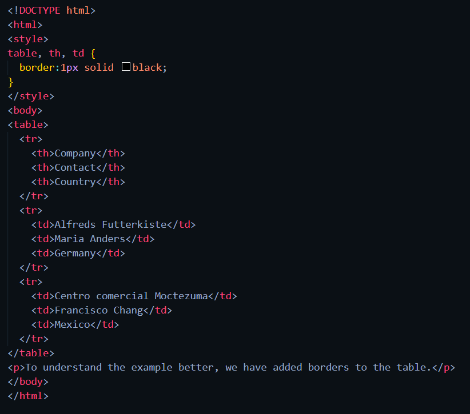 <!DOCTYPE html>
<html>
<style>
table, th, td {
  border:1px solid black;
}
</style>
<body>
<table>
  <tr>
    <th>Company</th>
    <th>Contact</th>
    <th>Country</th>
  </tr>
  <tr>
    <td>Alfreds Futterkiste</td>
    <td>Maria Anders</td>
    <td>Germany</td>
  </tr>
  <tr>
    <td>Centro comercial Moctezuma</td>
    <td>Francisco Chang</td>
    <td>Mexico</td>
  </tr>
</table>
<p>To understand the example better, we have added borders to the table.</p>
</body>
</html>